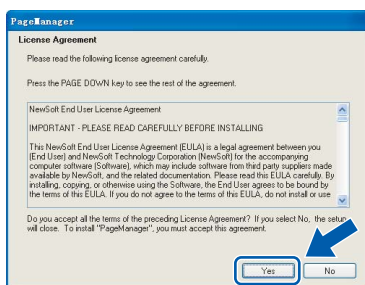 PageManager
License Agreement
Please read the following license agreement carefully.
Press the PAGE DOWN key to see the rest of the agreement.
NewSoft End User License Agreement
IMPORTANT - PLEASE READ CAREFULLY BEFORE INSTALLING
This NewSoft End User License Agreement (EULA) is a legal agreement between you
(End User) and NewSoft Technology Corporation (NewSoft) for the accompanying
computer software (Software), which may include software from third party suppliers made
available by NewSoft, and the related documentation. Please read this EULA carefully. By
installing, copying, or otherwise using the Software, the End User agrees to be bound by
the terms of this EULA. If you do not agree to the terms of this EULA, do not install or use
Do you accept all the terms of the preceding License Agreement? If you select No, the setup
will close. To install "PageManager", you must accept this agreement.
Yes
No